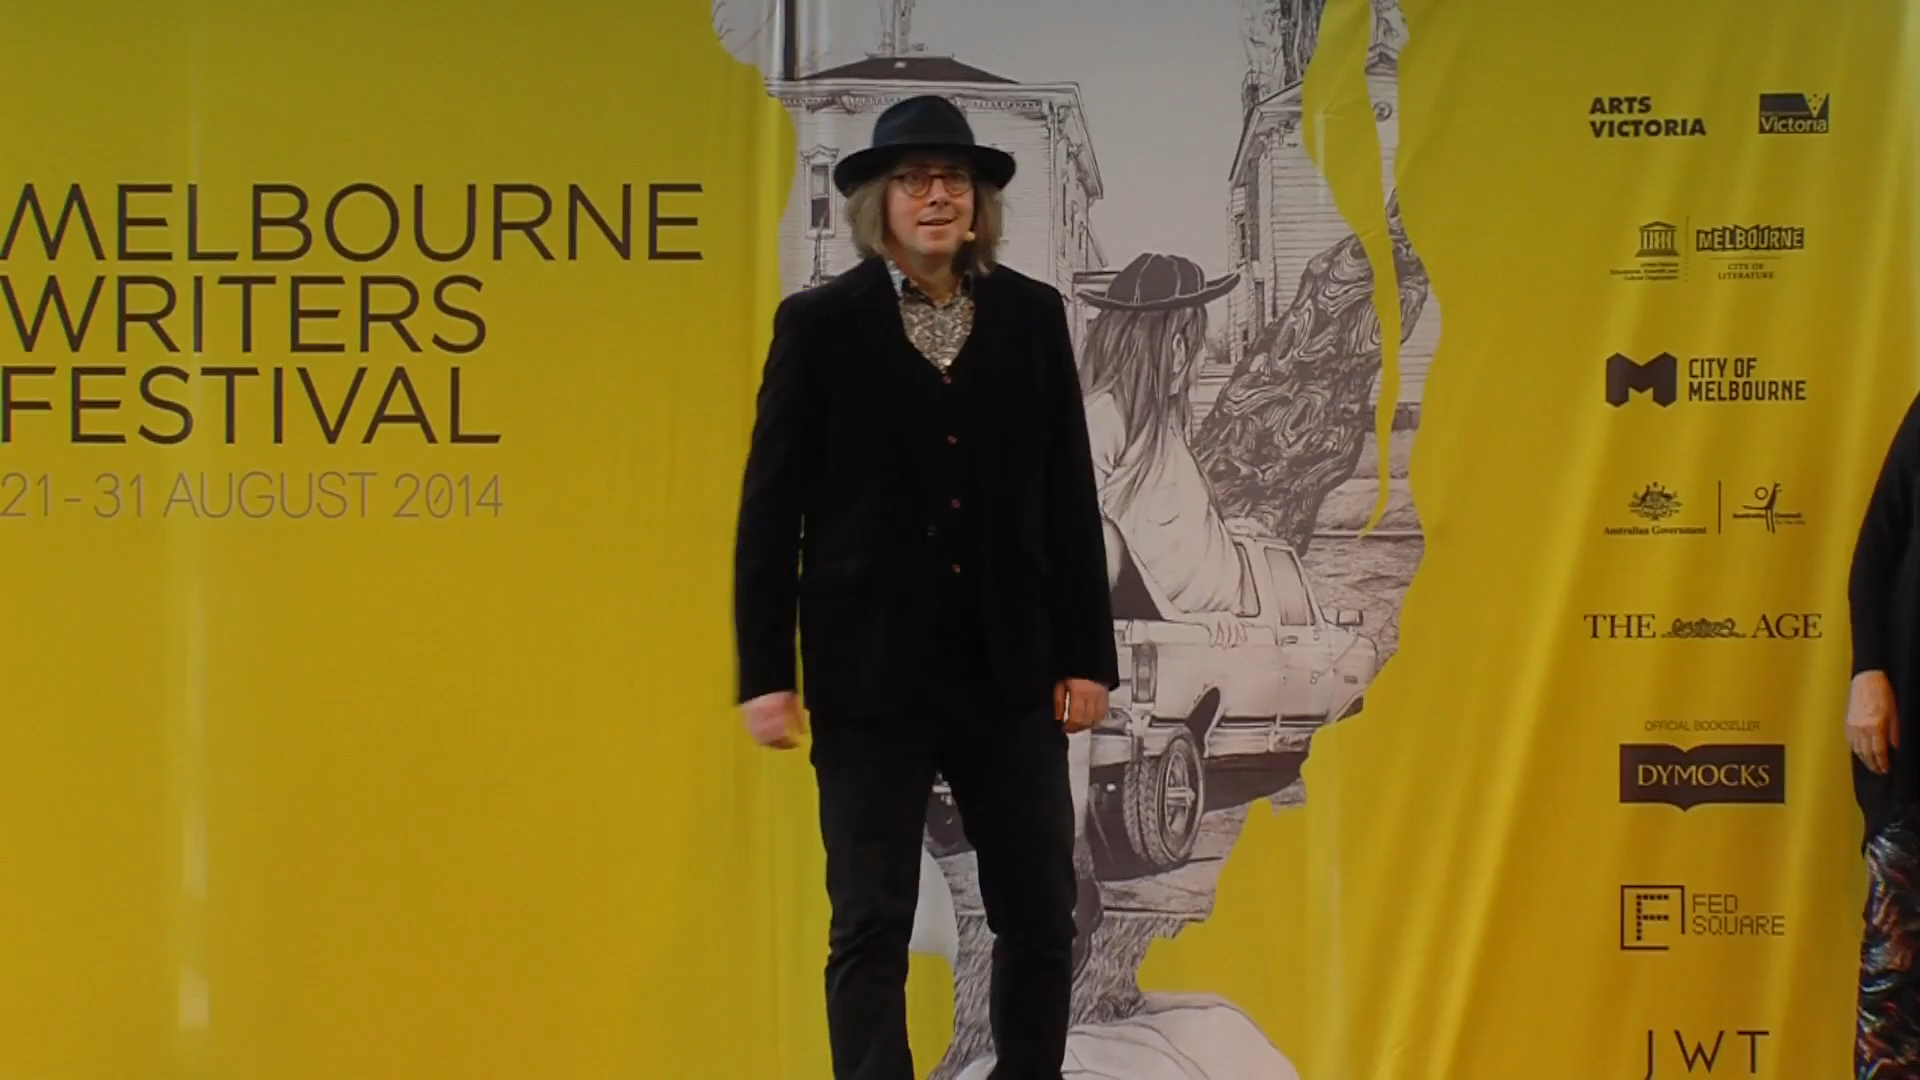 MELBOURNE
WRITERS
FESTIVAL
21-31 AUGUST 2014
ARTS
VICTORIA
Victoria
MELBOURNE
CITY OF
LITERATURE
CITY OF
MELBOURNE
Australian Government
THE AGE
OFFICIAL BOOKSELLER
DYMOCKS
FED
SQUARE
JWT